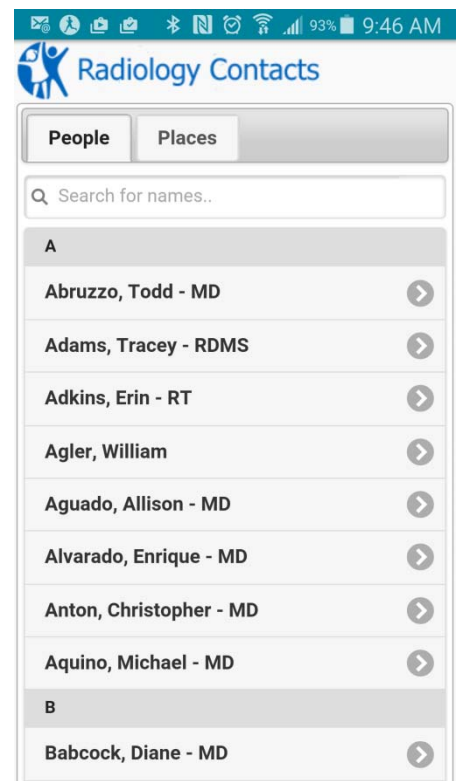 93% 9:46 AM
Radiology Contacts
People Places
Search for names..
A
Abruzzo, Todd - MD
Adams, Tracey - RDMS
Adkins, Erin - RT
Agler, William
Aguado, Allison - MD
Alvarado, Enrique - MD
Anton, Christopher - MD
Aquino, Michael - MD
B
Babcock, Diane - MD